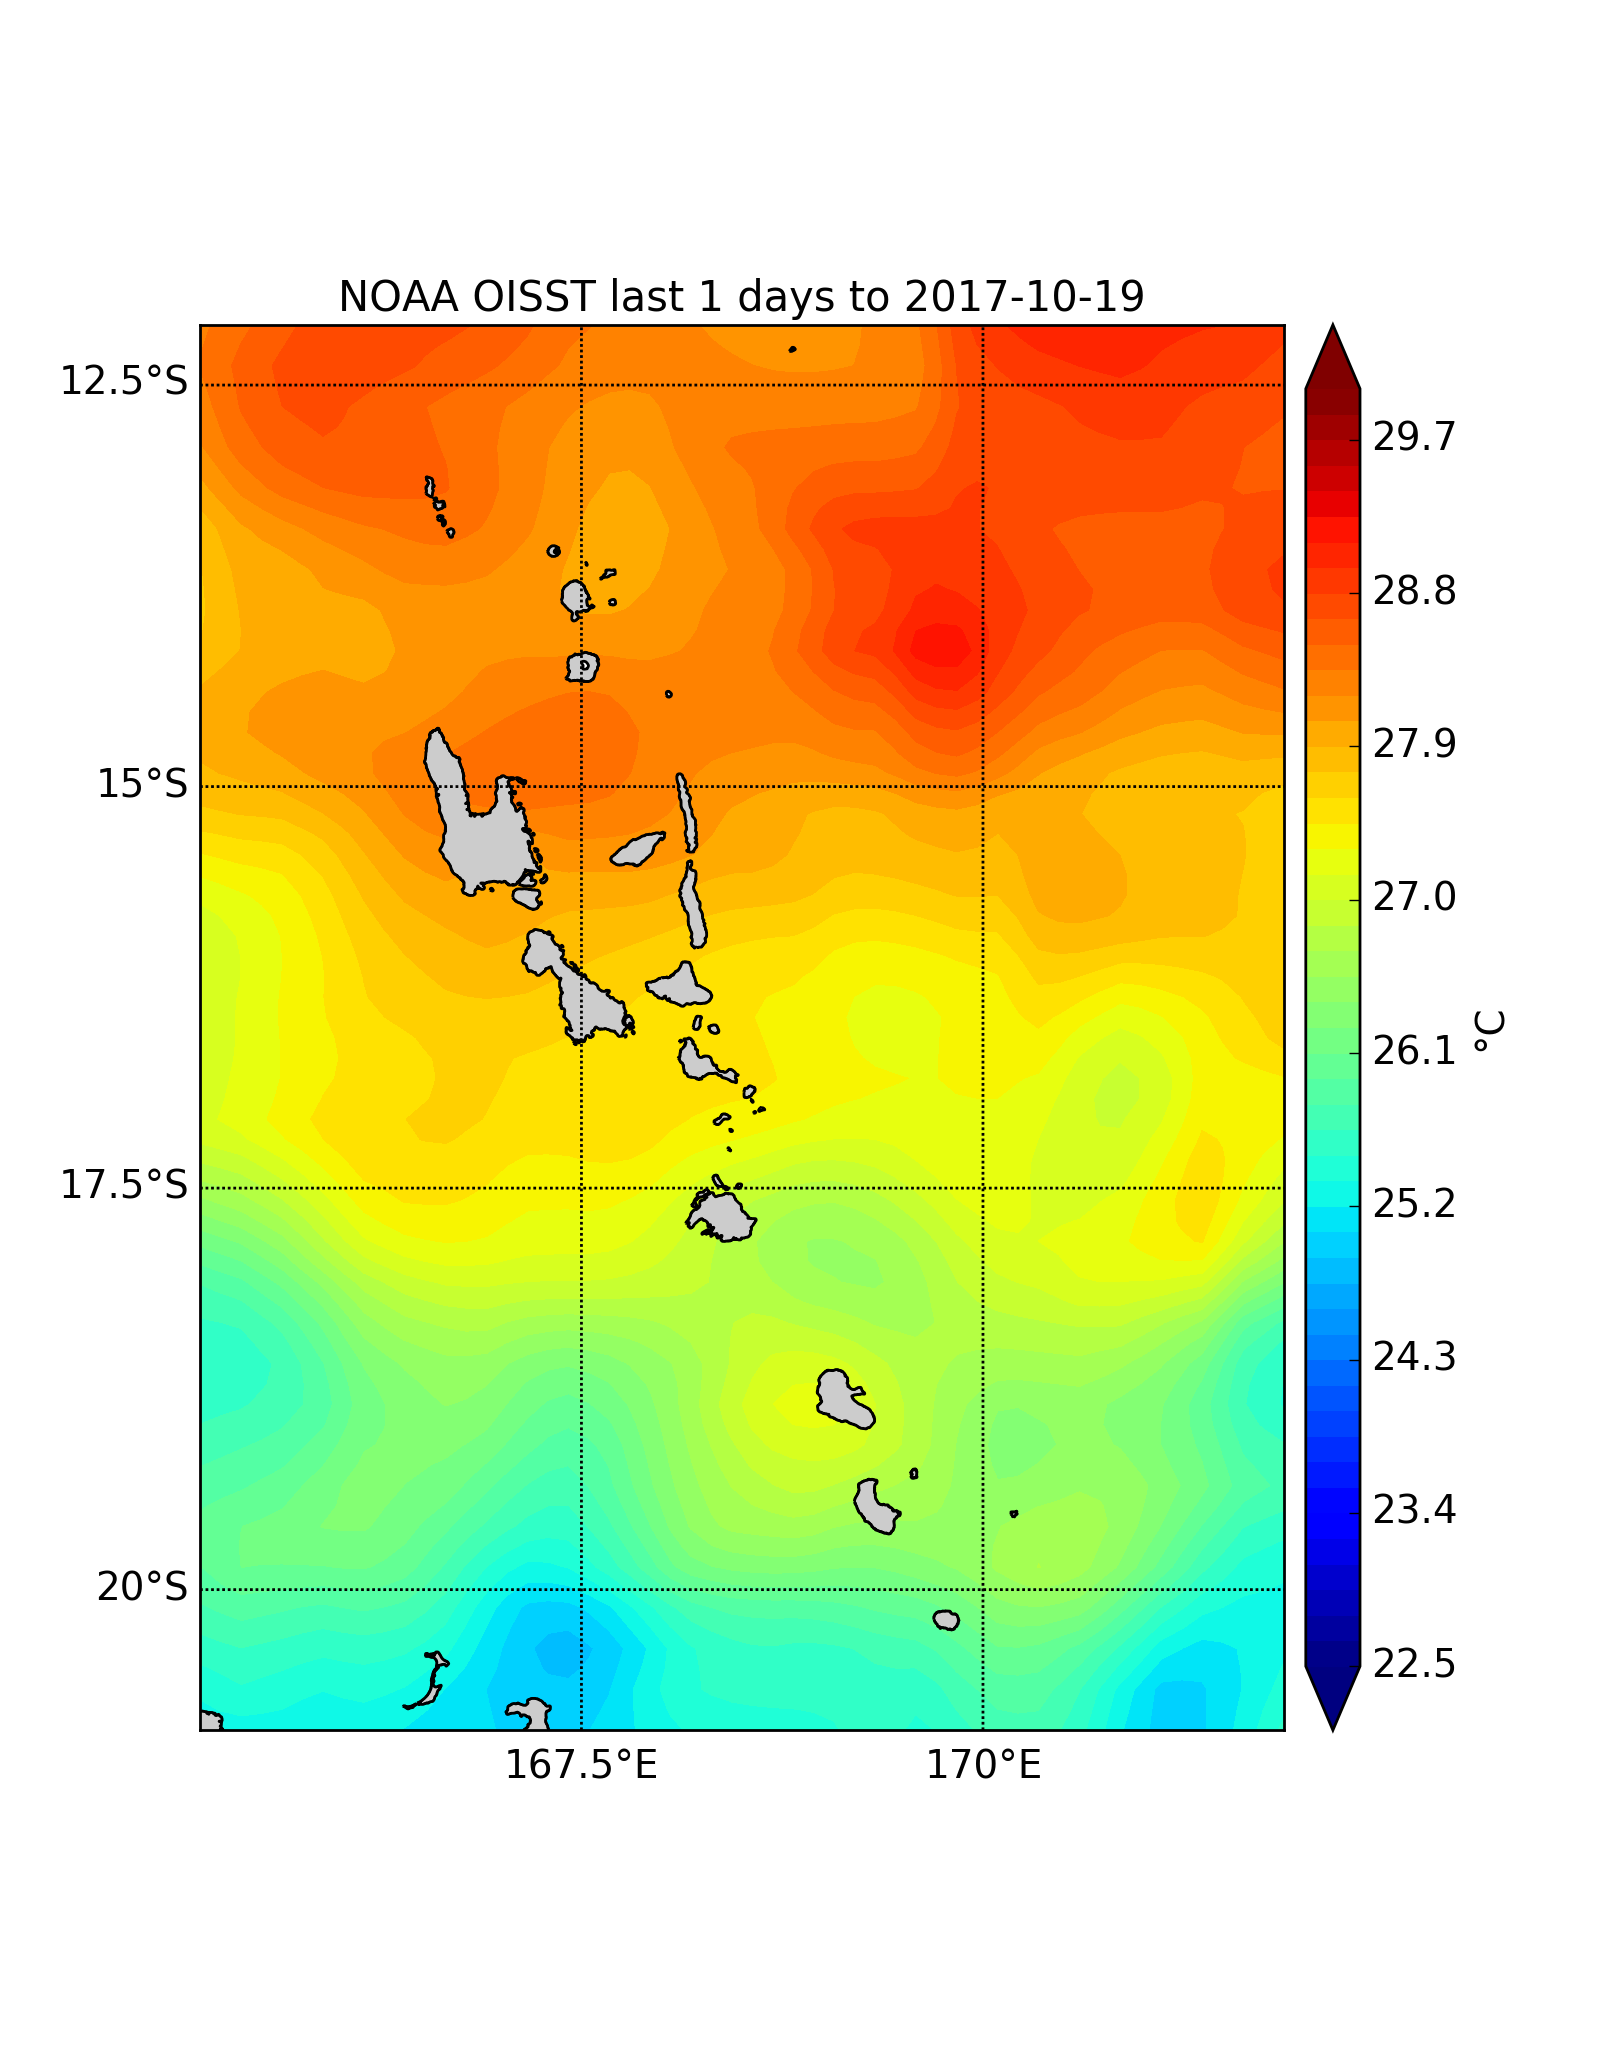 NOAA OISST last 1 days to 2017-10-19
12.5°S
15°S
17.5°S
20°S
167.5°E
170°E
29.7
28.8
27.9
27.0
26.1
25.2
24.3
23.4
22.5
°C